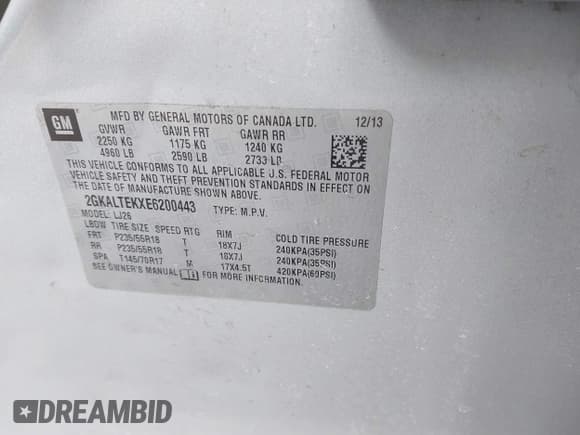 GM
MFD BY GENERAL MOTORS OF CANADA LTD. 12/13
GVWR GAWR FRT GAWR RR
2250 KG 1175 KG 1240 KG
4960 LB 2590 LB 2733 LB
THIS VEHICLE CONFORMS TO ALL APPLICABLE U.S. FEDERAL MOTOR
VEHICLE SAFETY AND THEFT PREVENTION STANDARDS IN EFFECT ON
THE DATE OF MANUFACTURE SHOWN ABOVE.
2GKALTEKXE6200443 TYPE: M.P.V.
MODEL: LJ26
LBGW TIRE SIZE SPEED RTG RIM COLD TIRE PRESSURE
FRT P235/55R18 T 18X7J 240KPA(35PSI)
RR P235/55R18 T 18X7J 240KPA(35PSI)
SPA T145/70R17 M 17X4.5T 420KPA(60PSI)
SEE OWNER'S MANUAL FOR MORE INFORMATION.
DREAMBID